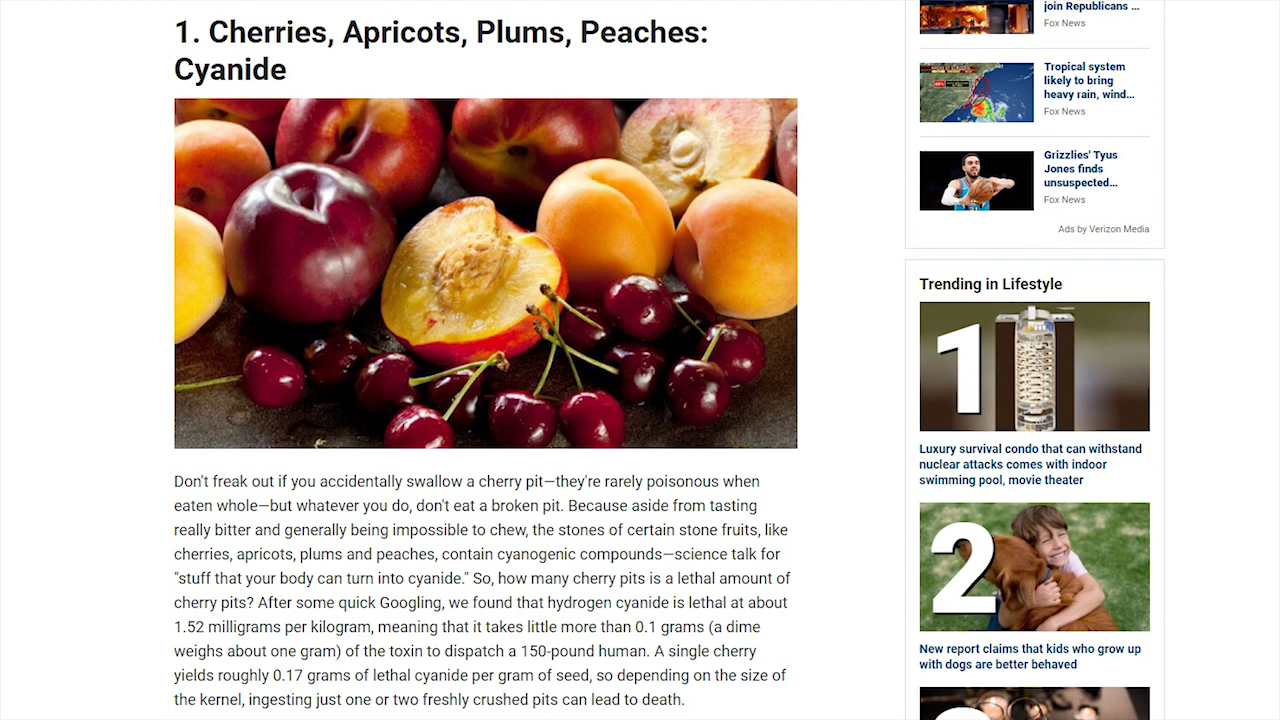 1. Cherries, Apricots, Plums, Peaches:
Cyanide
Don't freak out if you accidentally swallow a cherry pit—they're rarely poisonous when
eaten whole—but whatever you do, don't eat a broken pit. Because aside from tasting
really bitter and generally being impossible to chew, the stones of certain stone fruits, like
cherries, apricots, plums and peaches, contain cyanogenic compounds—science talk for
"stuff that your body can turn into cyanide." So, how many cherry pits is a lethal amount of
cherry pits? After some quick Googling, we found that hydrogen cyanide is lethal at about
1.52 milligrams per kilogram, meaning that it takes little more than 0.1 grams (a dime
weighs about one gram) of the toxin to dispatch a 150-pound human. A single cherry
yields roughly 0.17 grams of lethal cyanide per gram of seed, so depending on the size of
the kernel, ingesting just one or two freshly crushed pits can lead to death.
join Republicans ...
Fox News
Tropical system
likely to bring
heavy rain, wind...
Fox News
Grizzlies' Tyus
Jones finds
unsuspected...
Fox News
Ads by Verizon Media
Trending in Lifestyle
1
Luxury survival condo that can withstand
nuclear attacks comes with indoor
swimming pool, movie theater
2
New report claims that kids who grow up
with dogs are better behaved